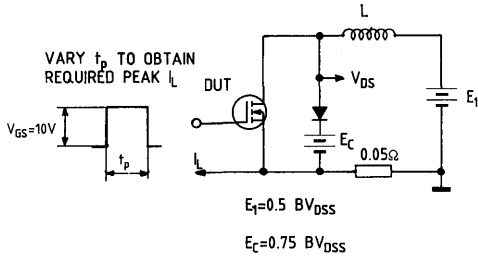 VARY tp TO OBTAIN
REQUIRED PEAK IL
VGS=10V
tp
DUT
L
VDS
E1
EC
0.05Ω
IL
E1=0.5 BVDSS
EC=0.75 BVDSS